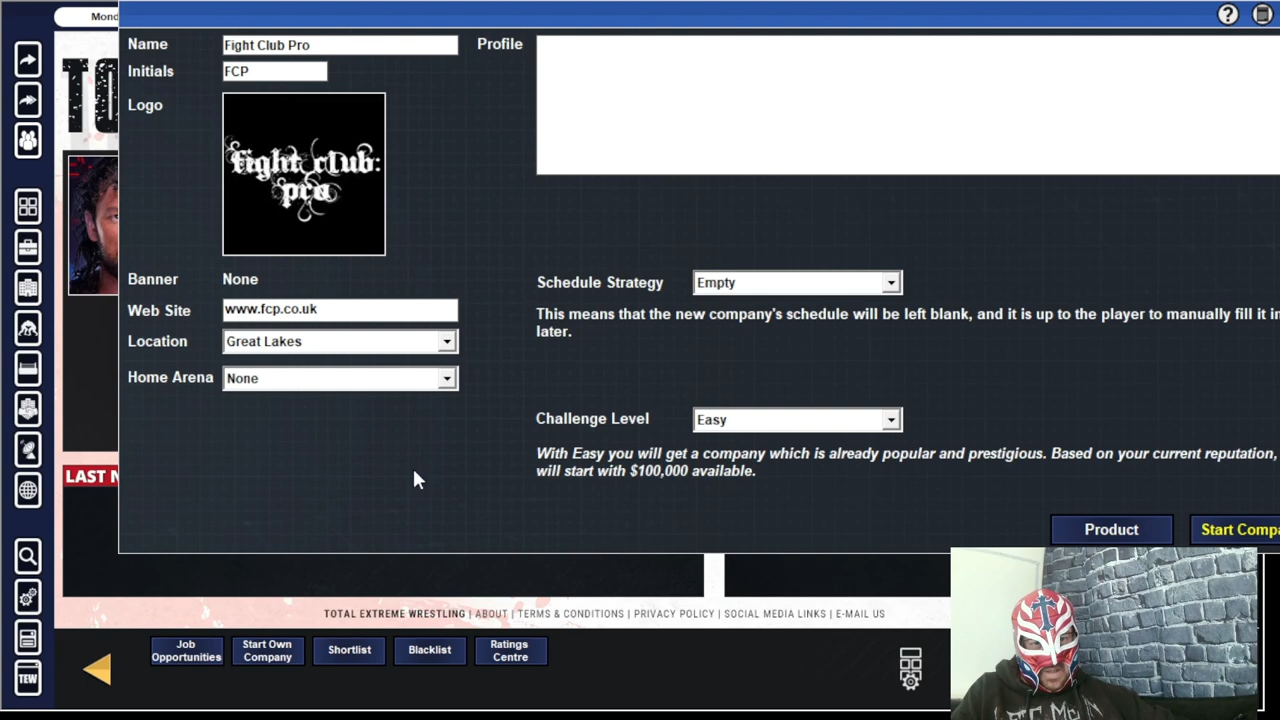 Mond
Name
Fight Club Pro
Profile
Initials
FCP
Logo
fight club:
pro
Banner
None
Web Site
www.fcp.co.uk
Location
Great Lakes
Home Arena
None
Schedule Strategy
Empty
This means that the new company's schedule will be left blank, and it is up to the player to manually fill it in
later.
Challenge Level
Easy
With Easy you will get a company which is already popular and prestigious. Based on your current reputation,
will start with $100,000 available.
Product
Start Compa
TO
LAST N
TOTAL EXTREME WRESTLING | ABOUT | TERMS & CONDITIONS | PRIVACY POLICY | SOCIAL MEDIA LINKS | E-MAIL US
Job
Opportunities
Start Own
Company
Shortlist
Blacklist
Ratings
Centre
TEW